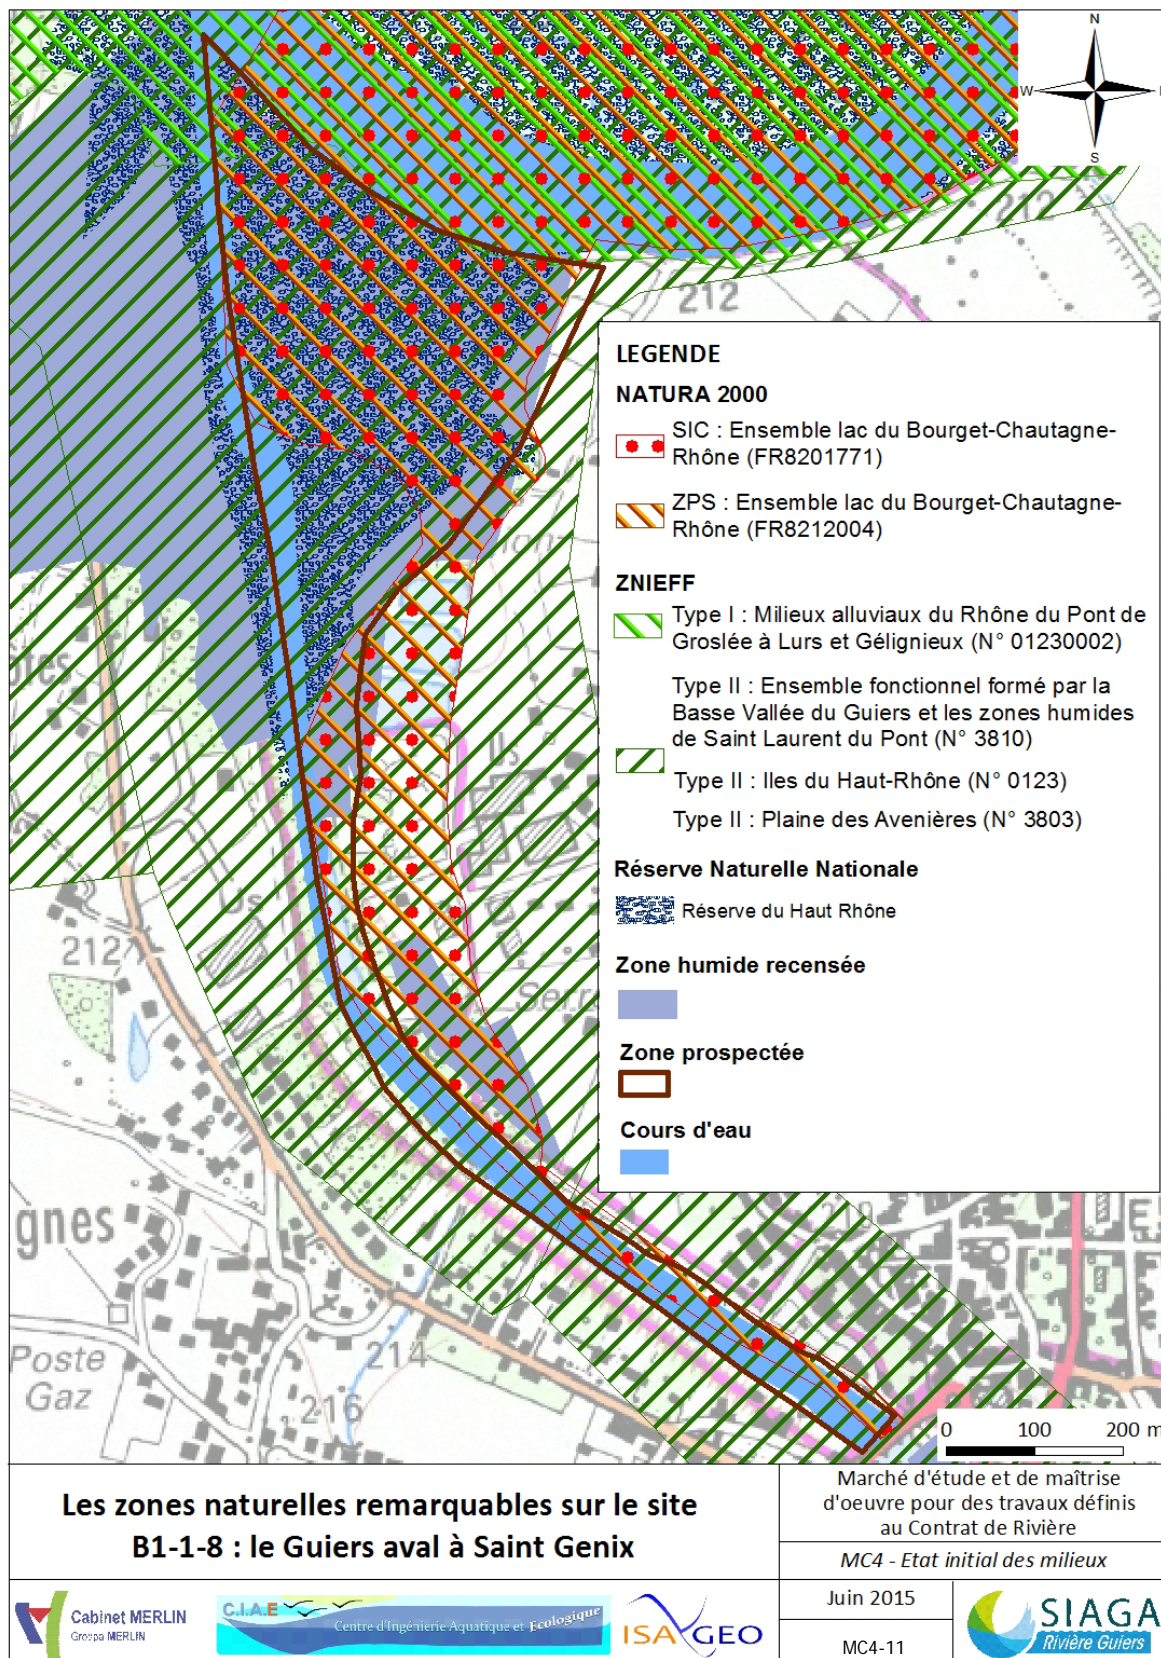 N
W
S
212
212
LEGENDE
NATURA 2000
SIC : Ensemble lac du Bourget-Chautagne-
Rhône (FR8201771)
ZPS : Ensemble lac du Bourget-Chautagne-
Rhône (FR8212004)
ZNIEFF
Type I : Milieux alluviaux du Rhône du Pont de
Groslée à Lurs et Gélignieux (N° 01230002)
Type II : Ensemble fonctionnel formé par la
Basse Vallée du Guiers et les zones humides
de Saint Laurent du Pont (N° 3810)
Type II : Iles du Haut-Rhône (N° 0123)
Type II : Plaine des Avenières (N° 3803)
Réserve Naturelle Nationale
Réserve du Haut Rhône
Zone humide recensée
Zone prospectée
Cours d'eau
Us
Us
212
Serr
gnes
210
E
Poste
Gaz
214
216
0 100 200 m
Les zones naturelles remarquables sur le site
B1-1-8 : le Guiers aval à Saint Genix
Marché d'étude et de maîtrise
d'oeuvre pour des travaux définis
au Contrat de Rivière
MC4 - Etat initial des milieux
Juin 2015
MC4-11
Cabinet MERLIN
Groupe MERLIN
C.I.A.E
Centre d'Ingénierie Aquatique et Ecologique
ISA GEO
SIAGA
Rivière Guiers